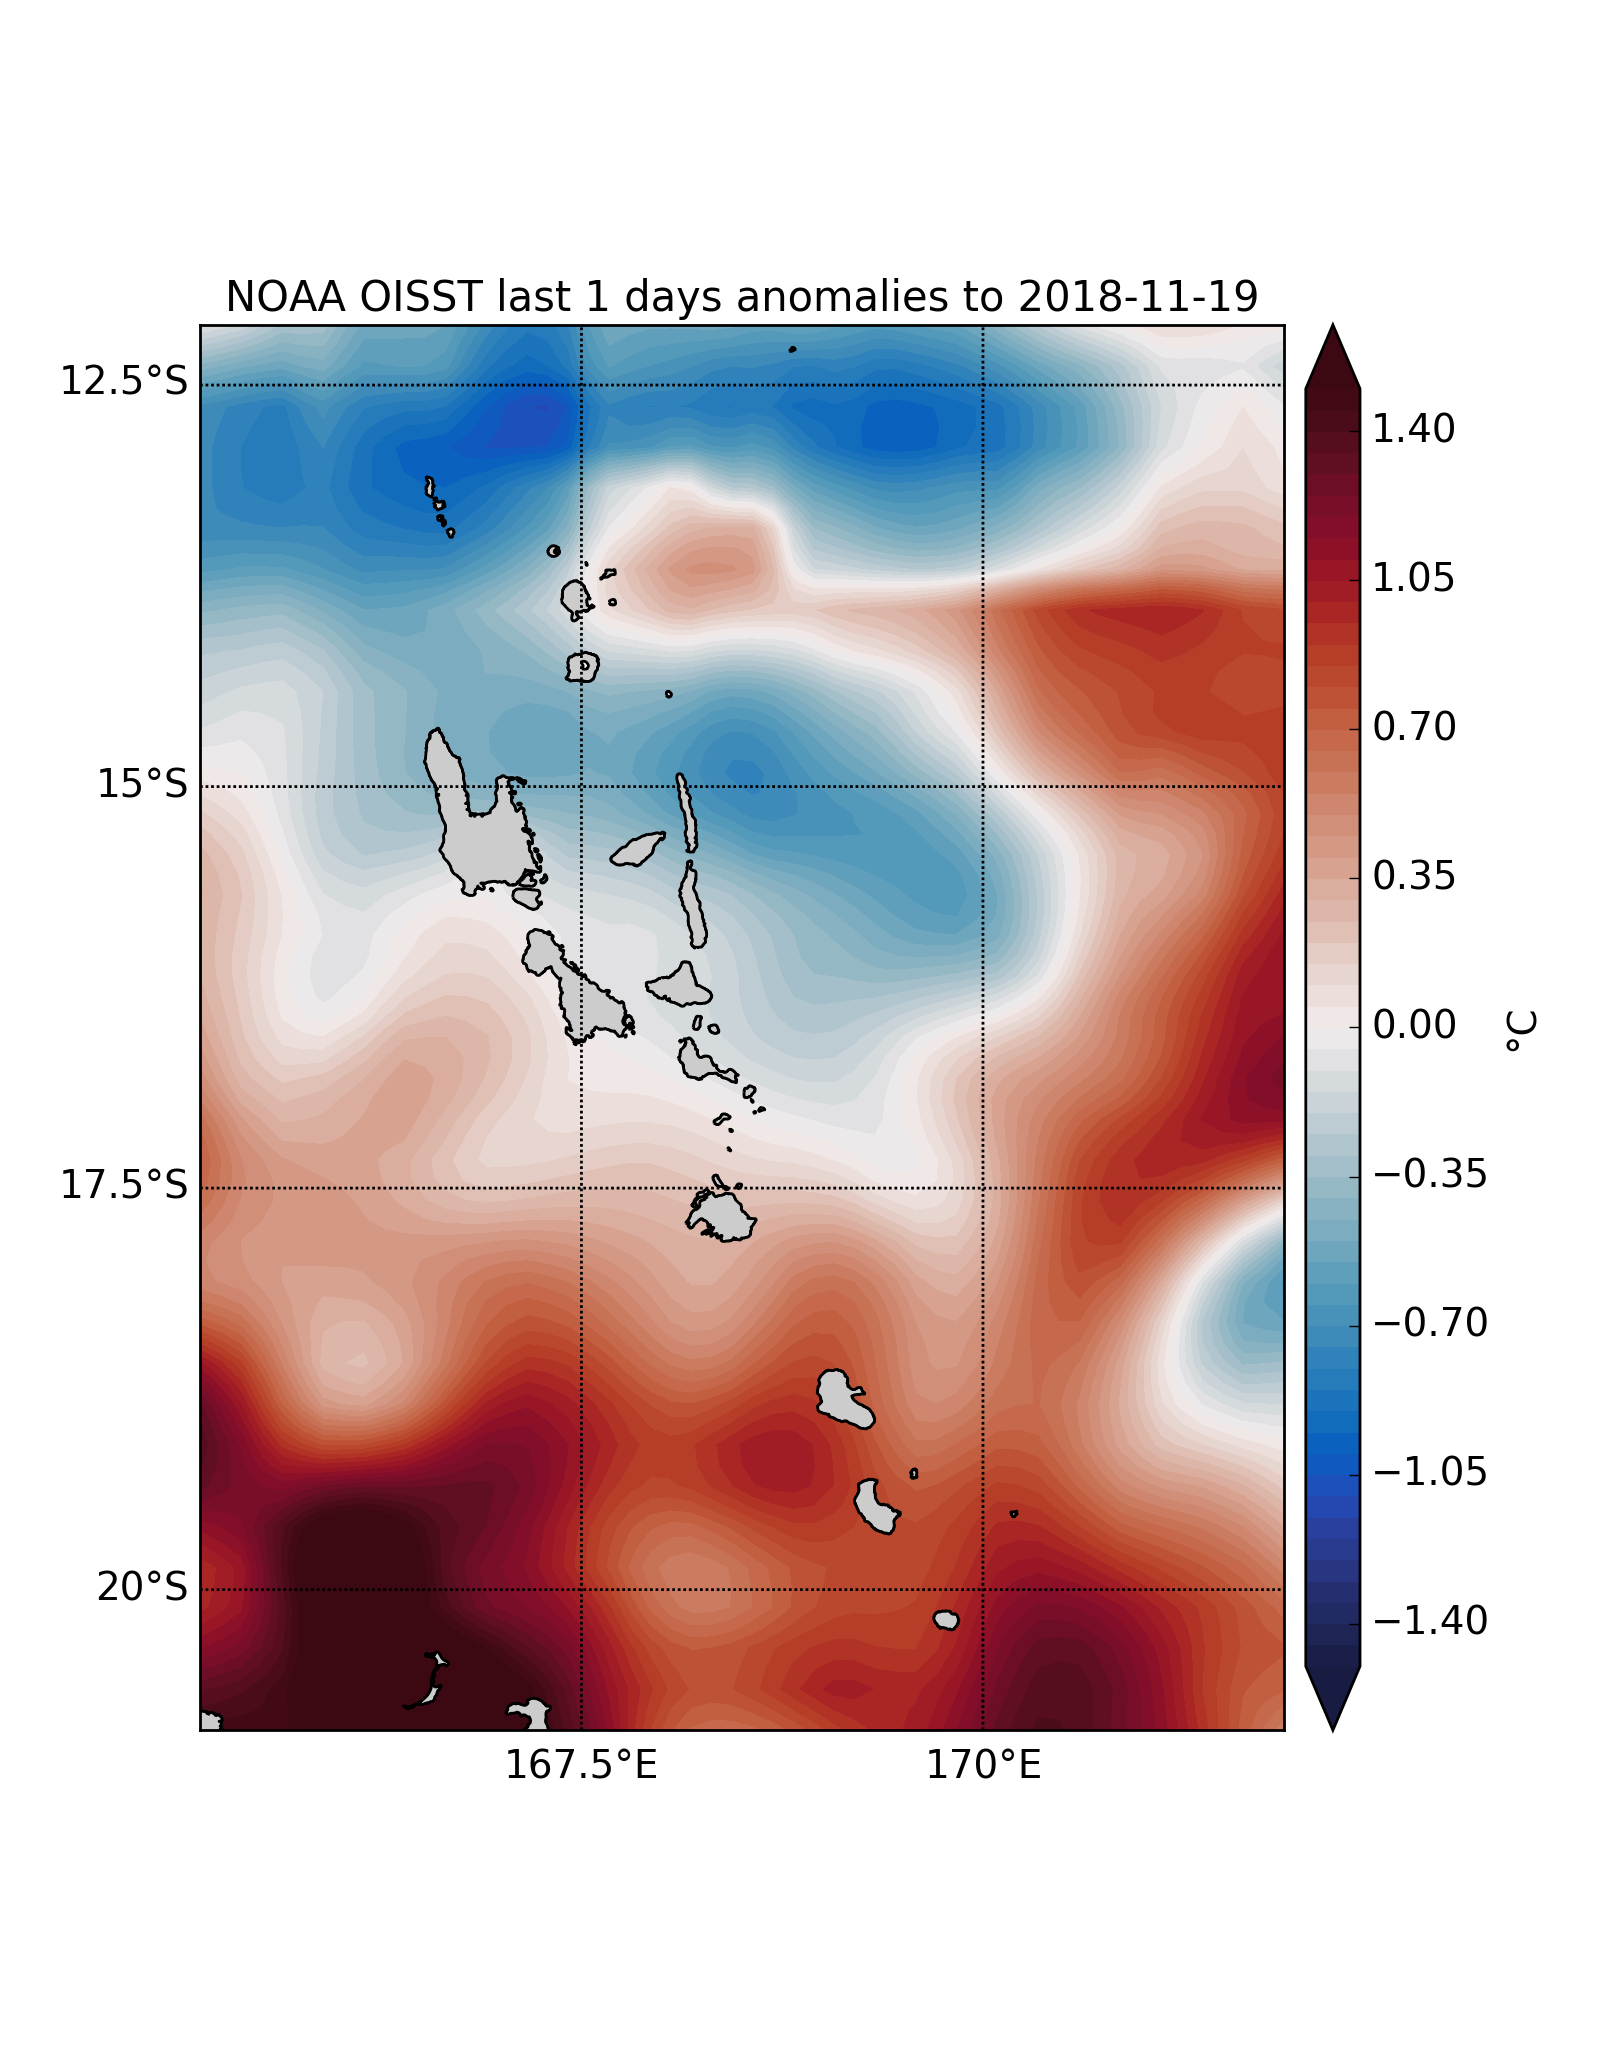 NOAA OISST last 1 days anomalies to 2018-11-19
12.5°S
15°S
17.5°S
20°S
167.5°E
170°E
1.40
1.05
0.70
0.35
0.00
−0.35
−0.70
−1.05
−1.40
°C